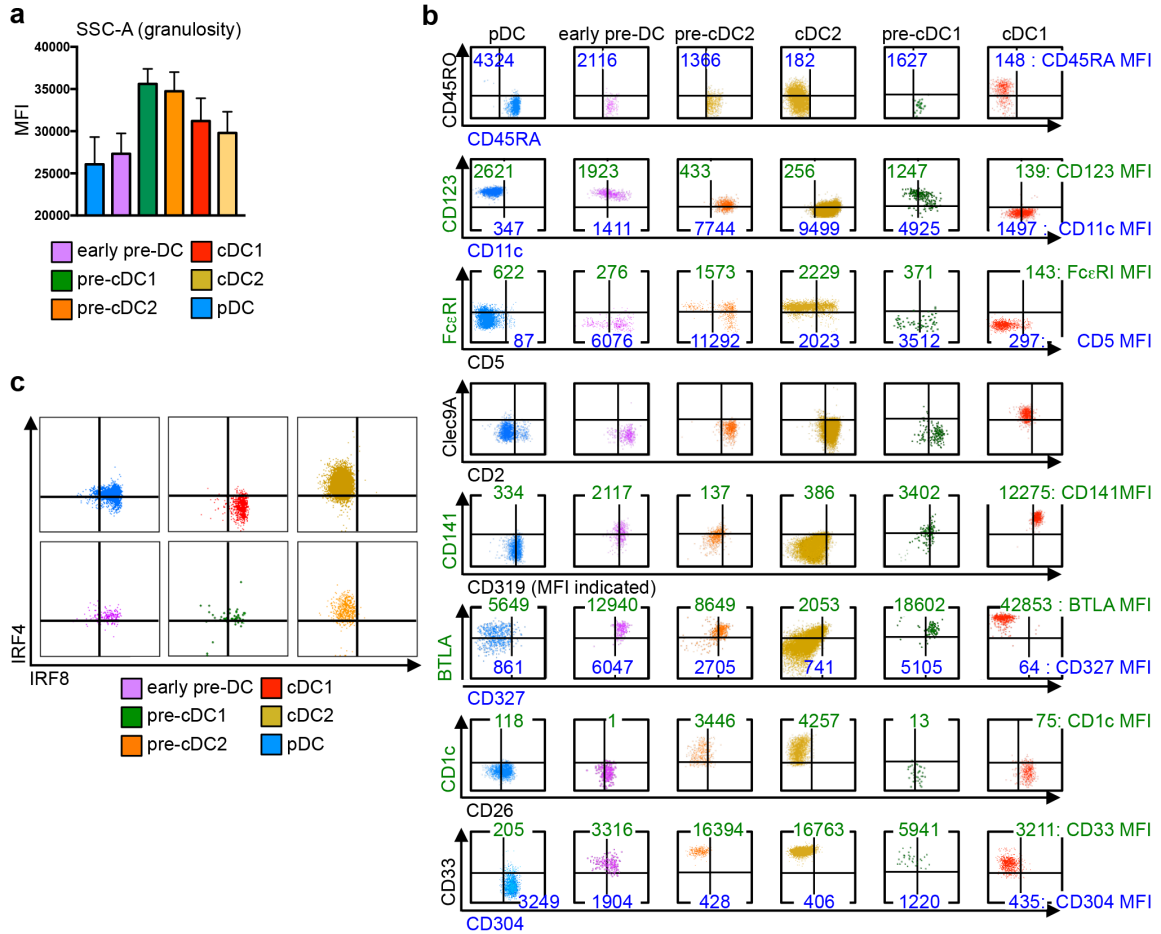 a
SSC-A (granulosity)
MFI
40000
35000
30000
25000
20000
early pre-DC
cDC1
pre-cDC1
cDC2
pre-cDC2
pDC
b
pDC early pre-DC pre-cDC2 cDC2 pre-cDC1 cDC1
CD45RO
4324 2116 1366 182 1627 148 : CD45RA MFI
CD45RA
CD123
2621 1923 433 256 1247 139: CD123 MFI
347 1411 7744 9499 4925 1497 : CD11c MFI
CD11c
FcεRI
622 276 1573 2229 371 143: FcεRI MFI
87 6076 11292 2023 3512 297: CD5 MFI
CD5
Clec9A
CD2
CD141
334 2117 137 386 3402 12275: CD141MFI
CD319 (MFI indicated)
BTLA
5649 12940 8649 2053 18602 42853 : BTLA MFI
861 6047 2705 741 5105 64 : CD327 MFI
CD327
CD1c
118 1 3446 4257 13 75: CD1c MFI
CD26
CD33
205 3316 16394 16763 5941 3211: CD33 MFI
3249 1904 428 406 1220 435: CD304 MFI
CD304
c
IRF4
IRF8
early pre-DC
cDC1
pre-cDC1
cDC2
pre-cDC2
pDC